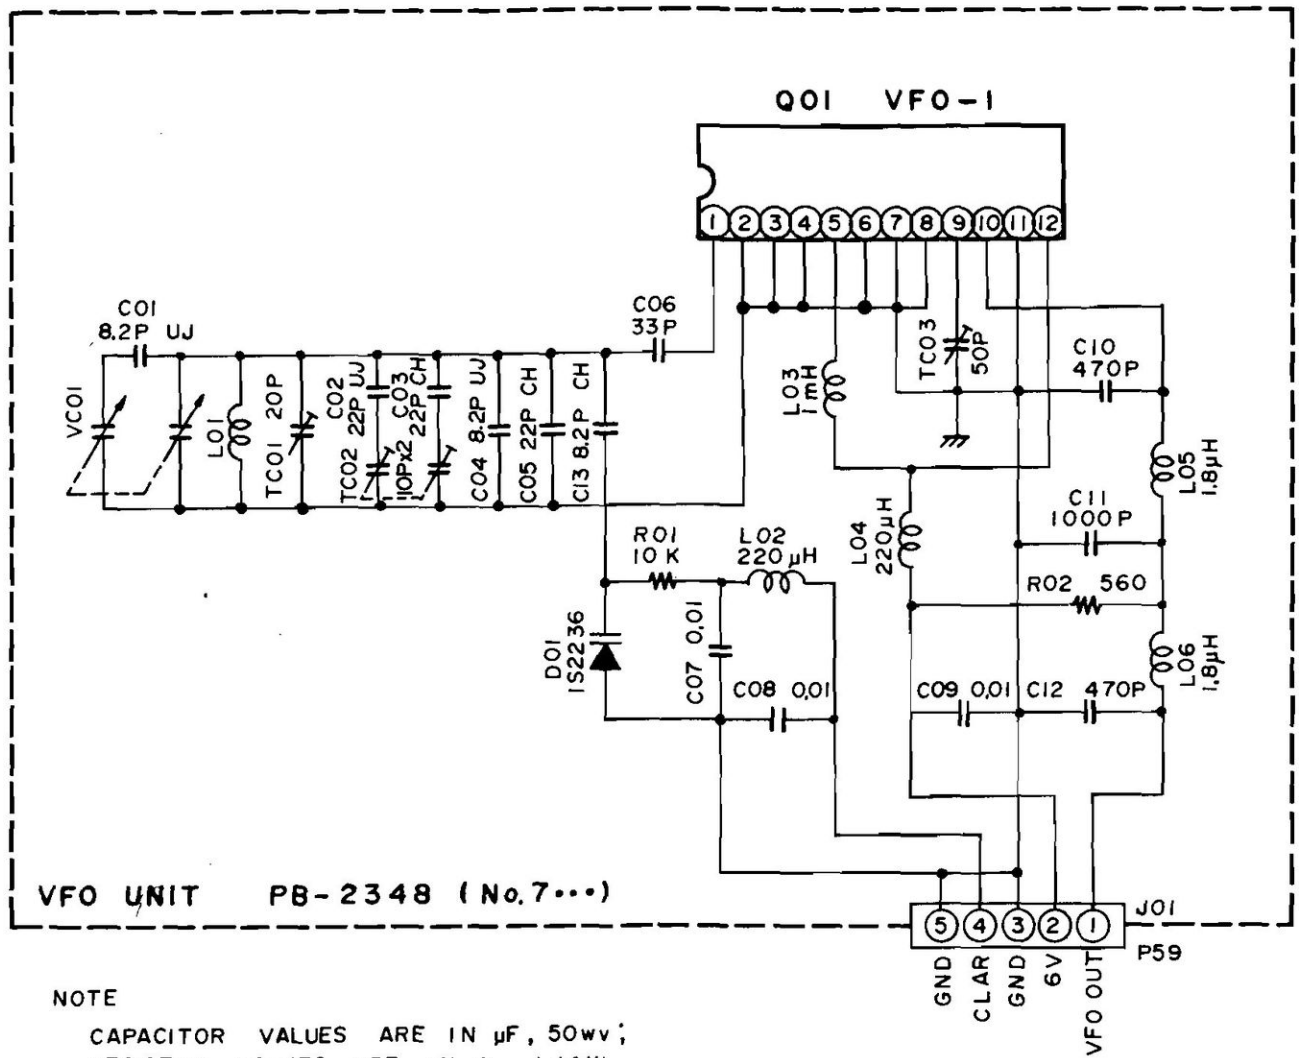 Q01 VFO-1
1 2 3 4 5 6 7 8 9 10 11 12
C01
8.2P UJ
C06
33P
VC01
L01
TC01 20P
C02
22P UJ
TC02
10PX2
C03
22P CH
C04 8.2P UJ
C05 22P CH
C13 8.2P CH
L03
1mH
TC03
50P
C10
470P
L05
1.8μH
C11
1000P
L04
220μH
R01
10K
L02
220μH
R02 560
D01
1S2236
C07 0.01
C08 0.01
C09 0.01
C12 470P
L06
1.8μH
VFO UNIT PB-2348 (No.7•••)
5 4 3 2 1
J01
P59
GND
CLAR
GND
6V
VFO OUT
NOTE
CAPACITOR VALUES ARE IN μF, 50WV;